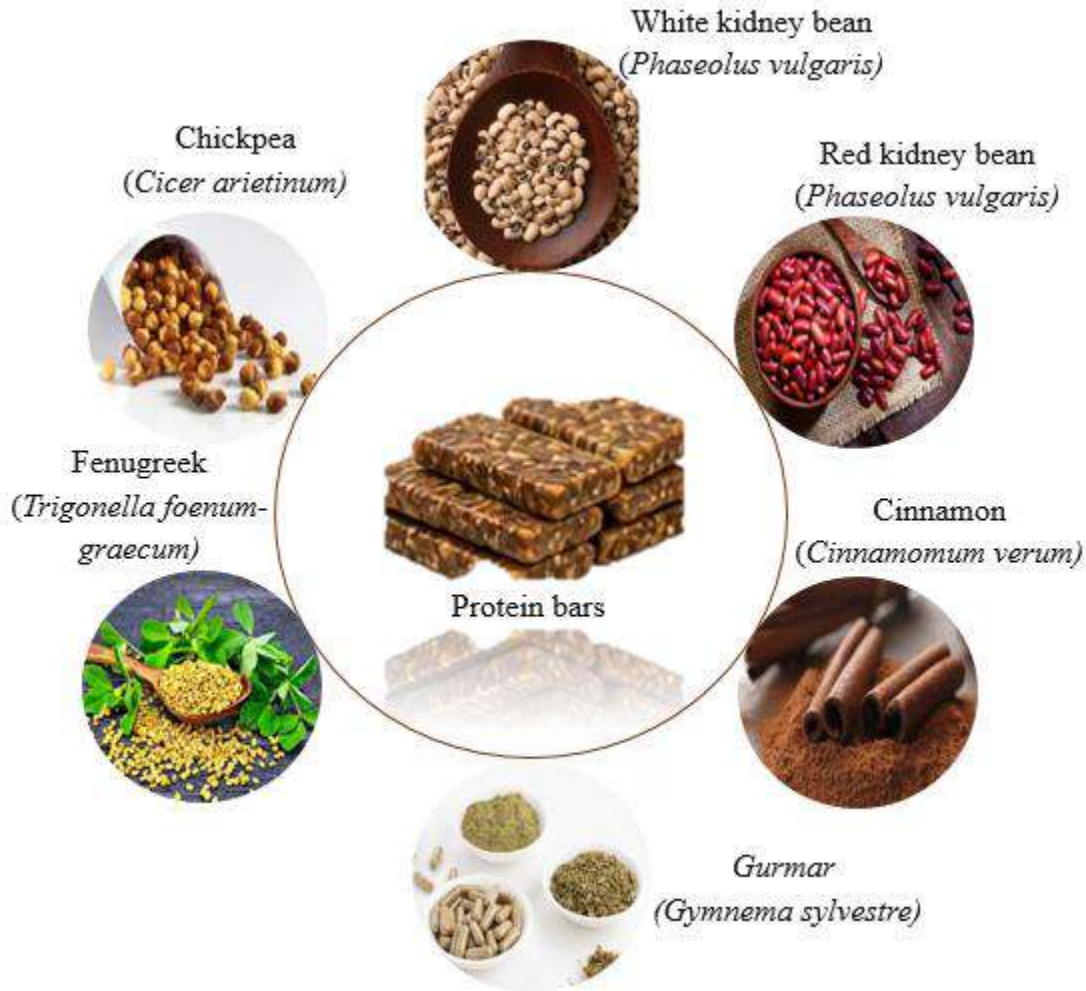 White kidney bean
(Phaseolus vulgaris)
Chickpea
(Cicer arietinum)
Red kidney bean
(Phaseolus vulgaris)
Fenugreek
(Trigonella foenum-
graecum)
Cinnamon
(Cinnamomum verum)
Protein bars
Gurmar
(Gymnema sylvestre)